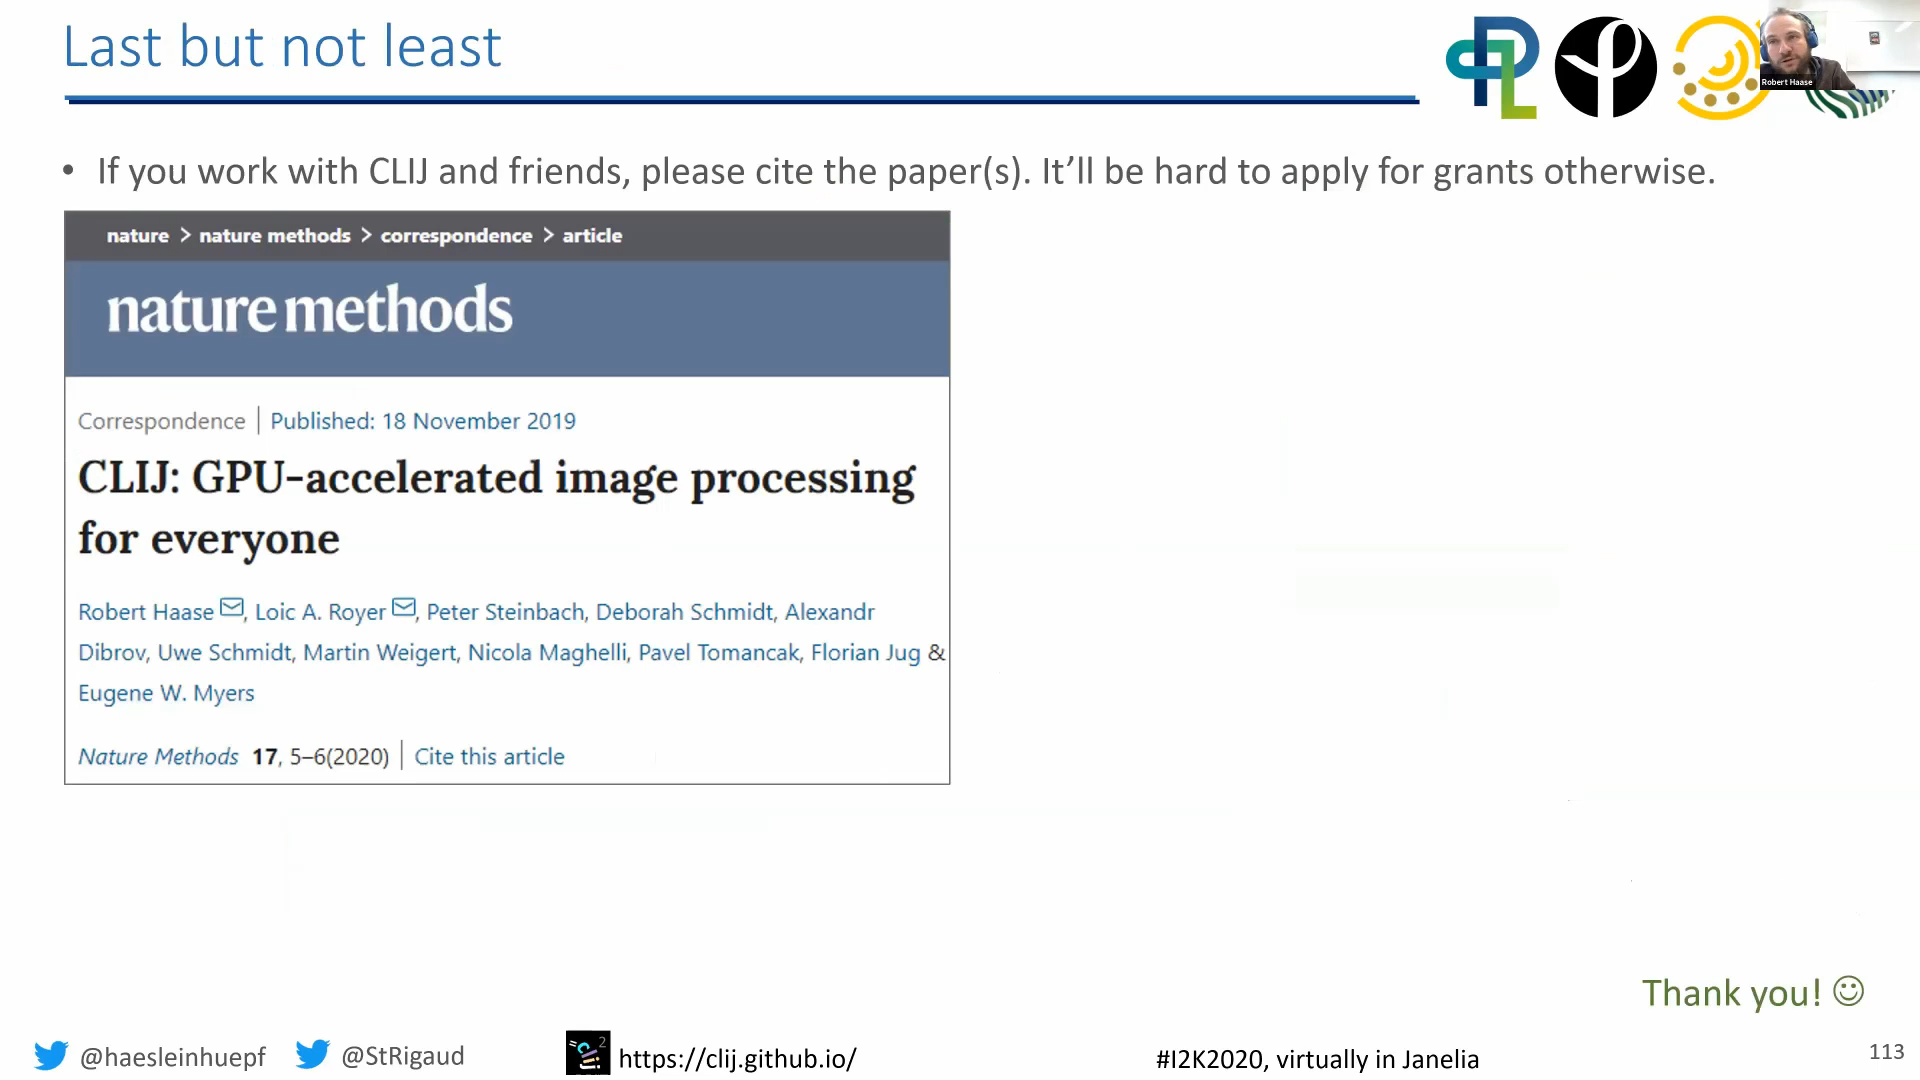 Last but not least
Robert Haase
• If you work with CLIJ and friends, please cite the paper(s). It’ll be hard to apply for grants otherwise.
nature > nature methods > correspondence > article
nature methods
Correspondence | Published: 18 November 2019
CLIJ: GPU-accelerated image processing
for everyone
Robert Haase, Loic A. Royer, Peter Steinbach, Deborah Schmidt, Alexandr
Dibrov, Uwe Schmidt, Martin Weigert, Nicola Maghelli, Pavel Tomancak, Florian Jug &
Eugene W. Myers
Nature Methods 17, 5–6(2020) | Cite this article
Thank you! ☺
@haesleinhuepf @StRigaud https://clij.github.io/ #I2K2020, virtually in Janelia 113